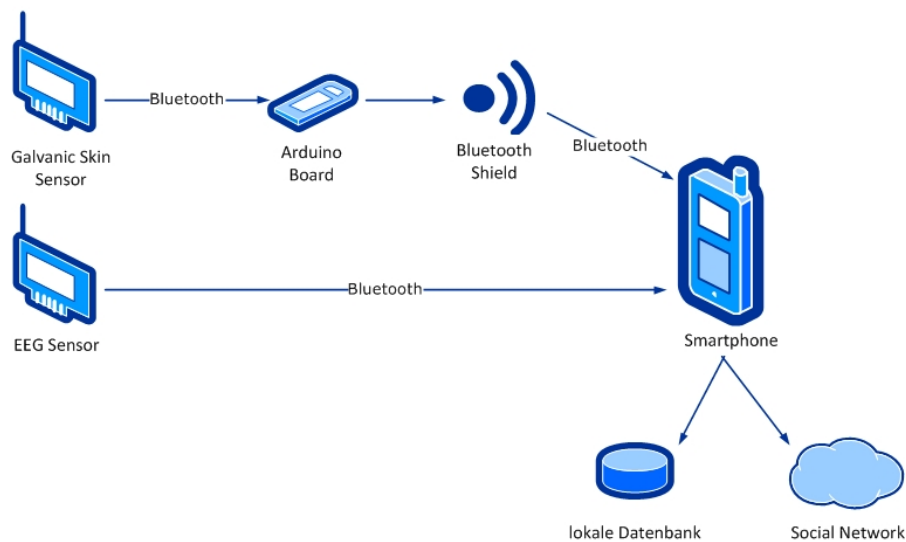 Bluetooth
Galvanic Skin
Sensor
Arduino
Board
Bluetooth
Shield
Bluetooth
Bluetooth
EEG Sensor
Smartphone
lokale Datenbank
Social Network